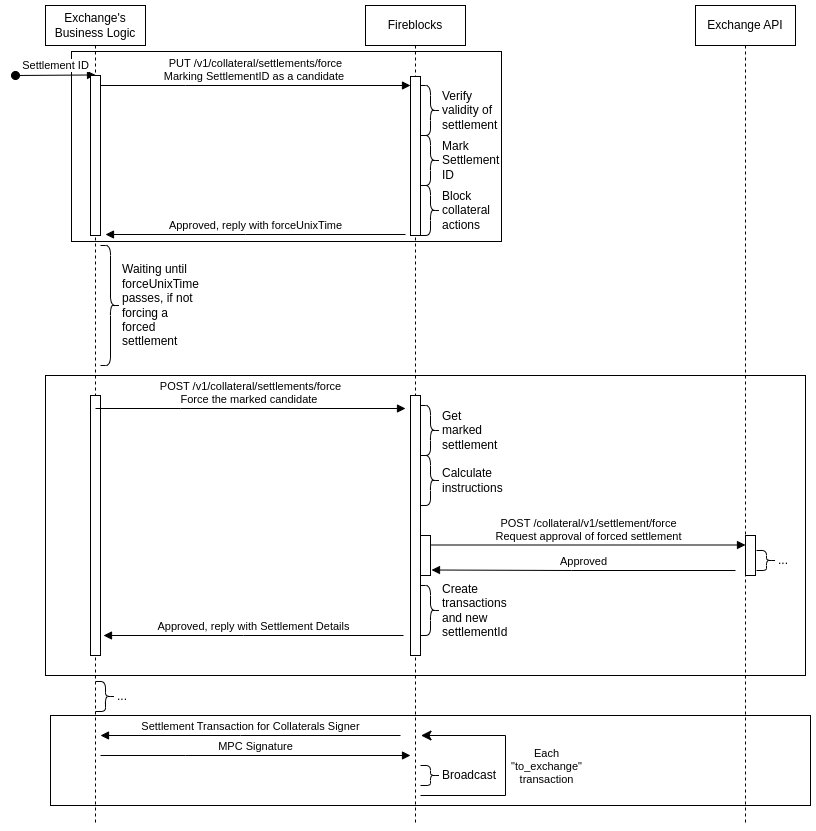 Exchange's
Business Logic
Fireblocks
Exchange API
Settlement ID
PUT /v1/collateral/settlements/force
Marking SettlementID as a candidate
Verify
validity of
settlement
Mark
Settlement
ID
Block
collateral
actions
Approved, reply with forceUnixTime
Waiting until
forceUnixTime
passes, if not
forcing a
forced
settlement
POST /v1/collateral/settlements/force
Force the marked candidate
Get
marked
settlement
Calculate
instructions
POST /collateral/v1/settlement/force
Request approval of forced settlement
Approved
...
Create
transactions
and new
settlementId
Approved, reply with Settlement Details
...
Settlement Transaction for Collaterals Signer
MPC Signature
Each
"to_exchange"
transaction
Broadcast